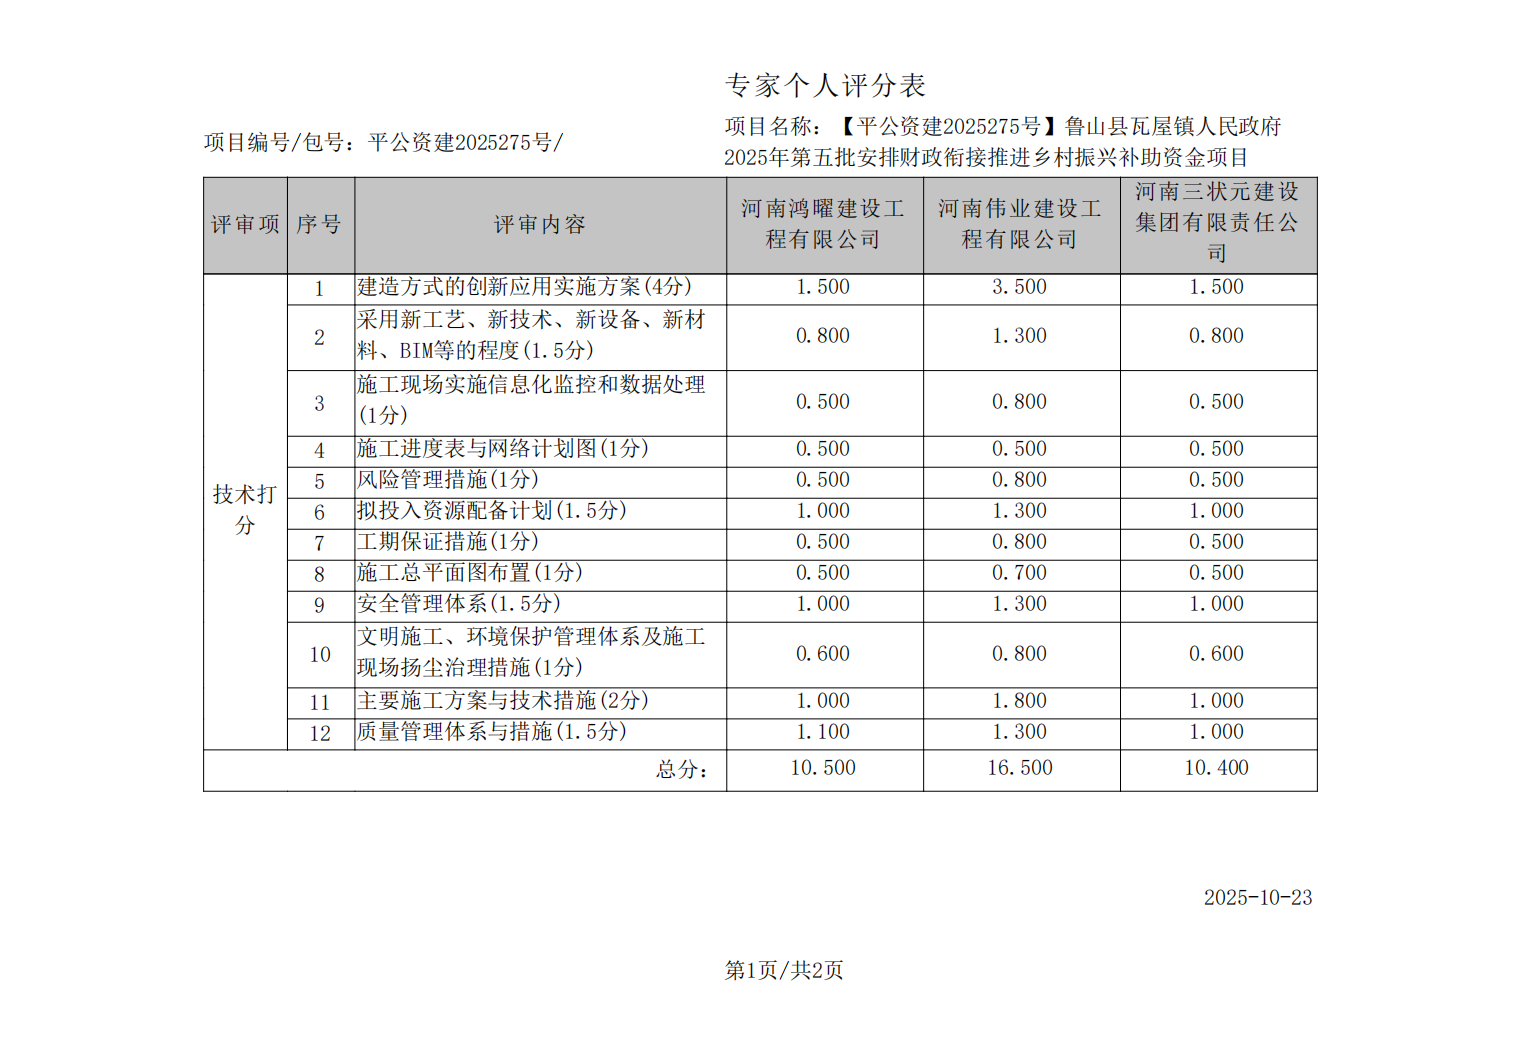 专家个人评分表
项目编号/包号：平公资建2025275号/
项目名称：【平公资建2025275号】鲁山县瓦屋镇人民政府
2025年第五批安排财政衔接推进乡村振兴补助资金项目
评审项 序号 评审内容 河南鸿曜建设工程有限公司 河南伟业建设工程有限公司 河南三状元建设集团有限责任公司
技术打分
1 建造方式的创新应用实施方案(4分) 1.500 3.500 1.500
2 采用新工艺、新技术、新设备、新材料、BIM等的程度(1.5分) 0.800 1.300 0.800
3 施工现场实施信息化监控和数据处理(1分) 0.500 0.800 0.500
4 施工进度表与网络计划图(1分) 0.500 0.500 0.500
5 风险管理措施(1分) 0.500 0.800 0.500
6 拟投入资源配备计划(1.5分) 1.000 1.300 1.000
7 工期保证措施(1分) 0.500 0.800 0.500
8 施工总平面图布置(1分) 0.500 0.700 0.500
9 安全管理体系(1.5分) 1.000 1.300 1.000
10 文明施工、环境保护管理体系及施工现场扬尘治理措施(1分) 0.600 0.800 0.600
11 主要施工方案与技术措施(2分) 1.000 1.800 1.000
12 质量管理体系与措施(1.5分) 1.100 1.300 1.000
总分： 10.500 16.500 10.400
2025-10-23
第1页/共2页